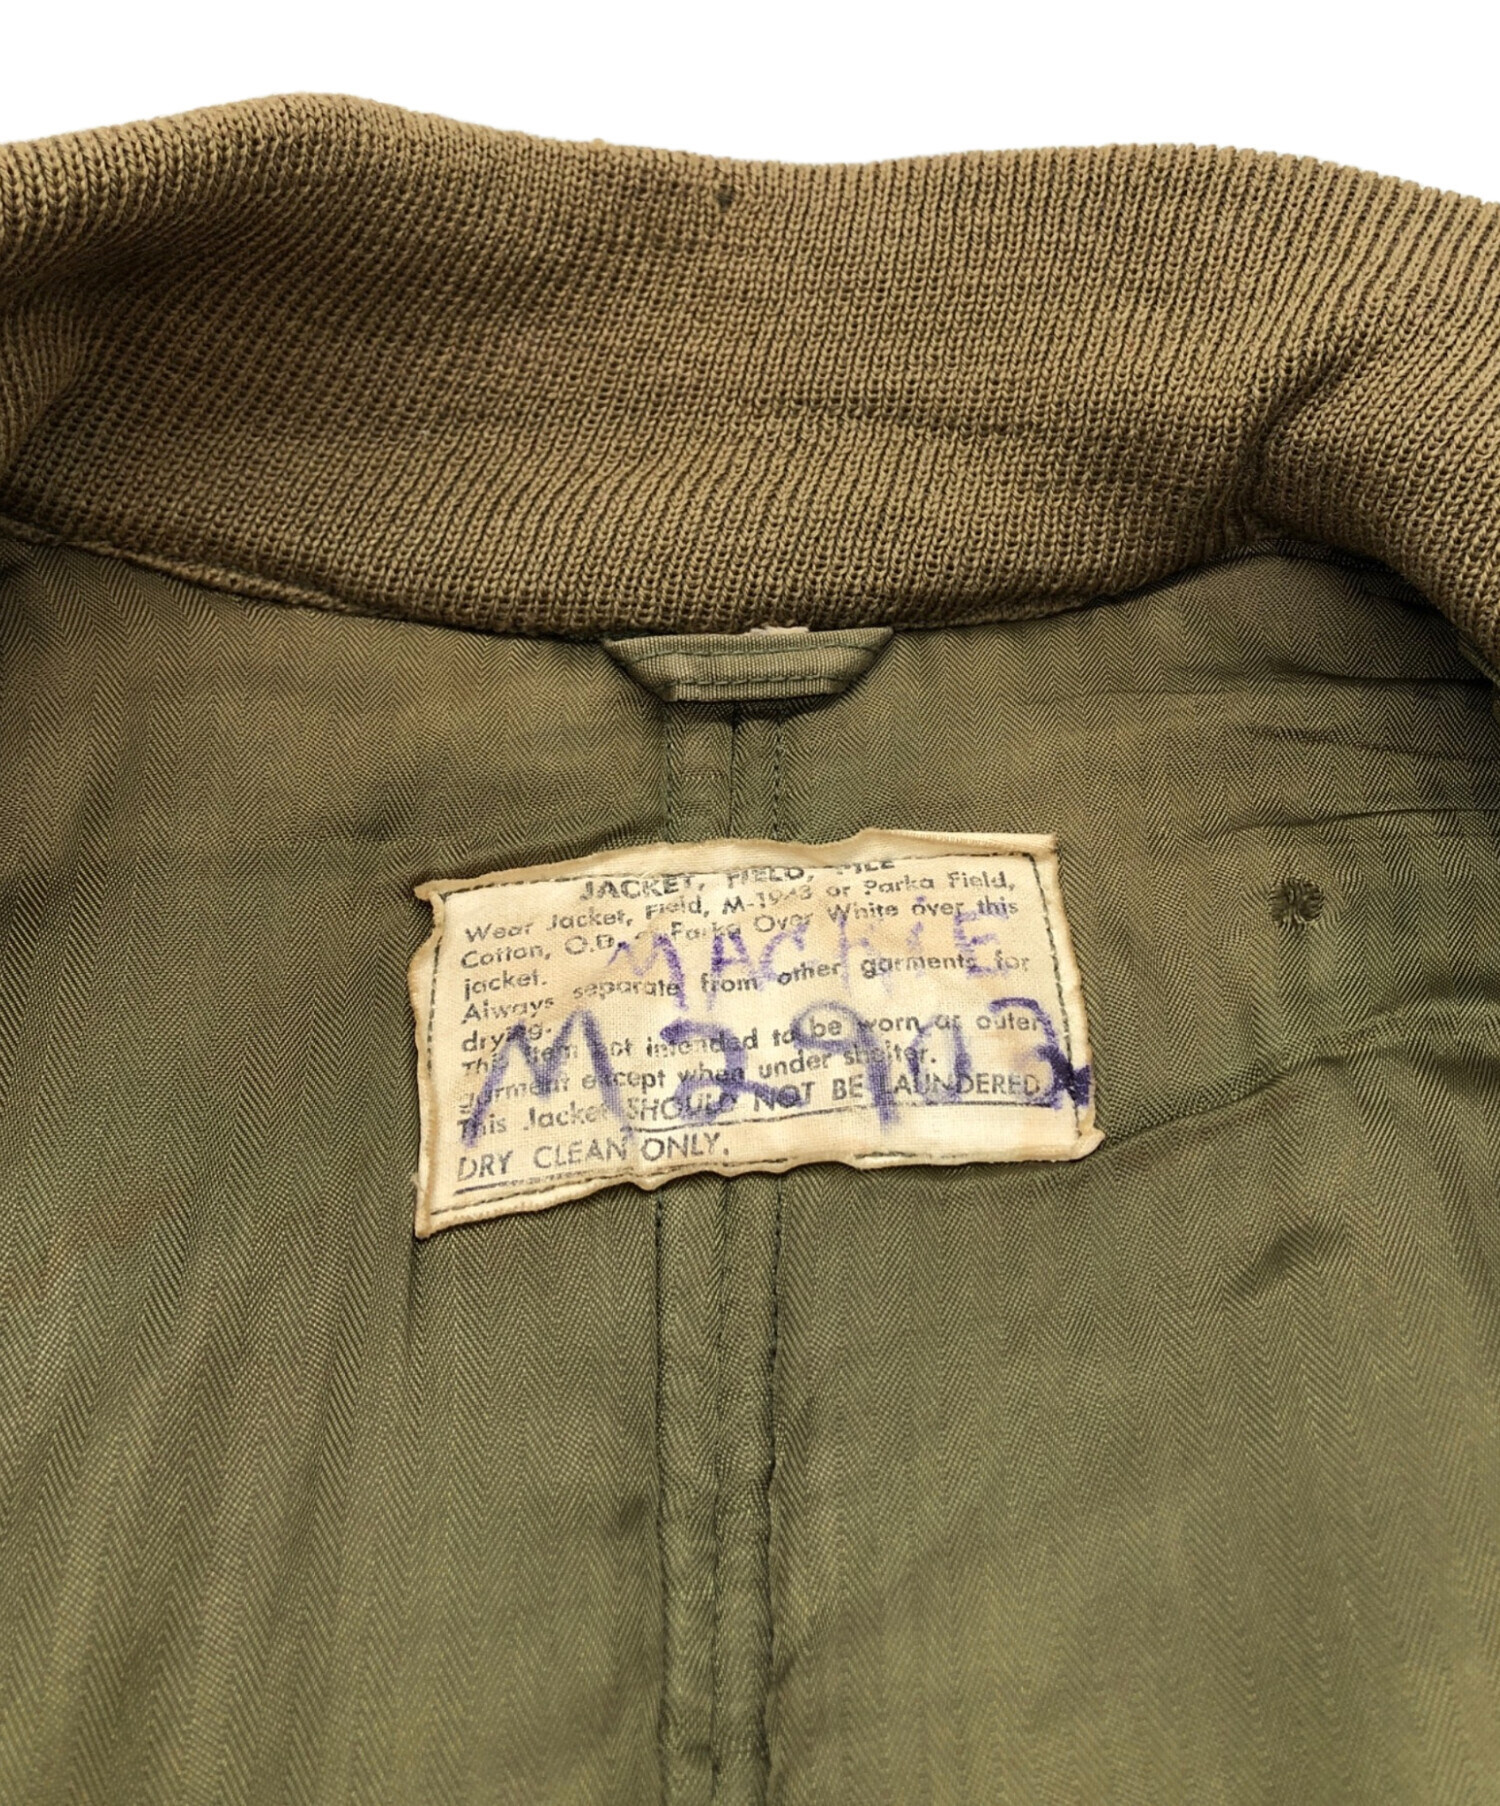 JACKET, FIELD, PILE
Wear Jacket, Field, M-1943 or Parka Field,
Cotton, O.D. or Parka Over White over this
jacket.
Always separate from other garments for
drying.
This item not intended to be worn as outer
garment except when under shelter.
This Jacket SHOULD NOT BE LAUNDERED
DRY CLEAN ONLY.
MACHIE
M2902